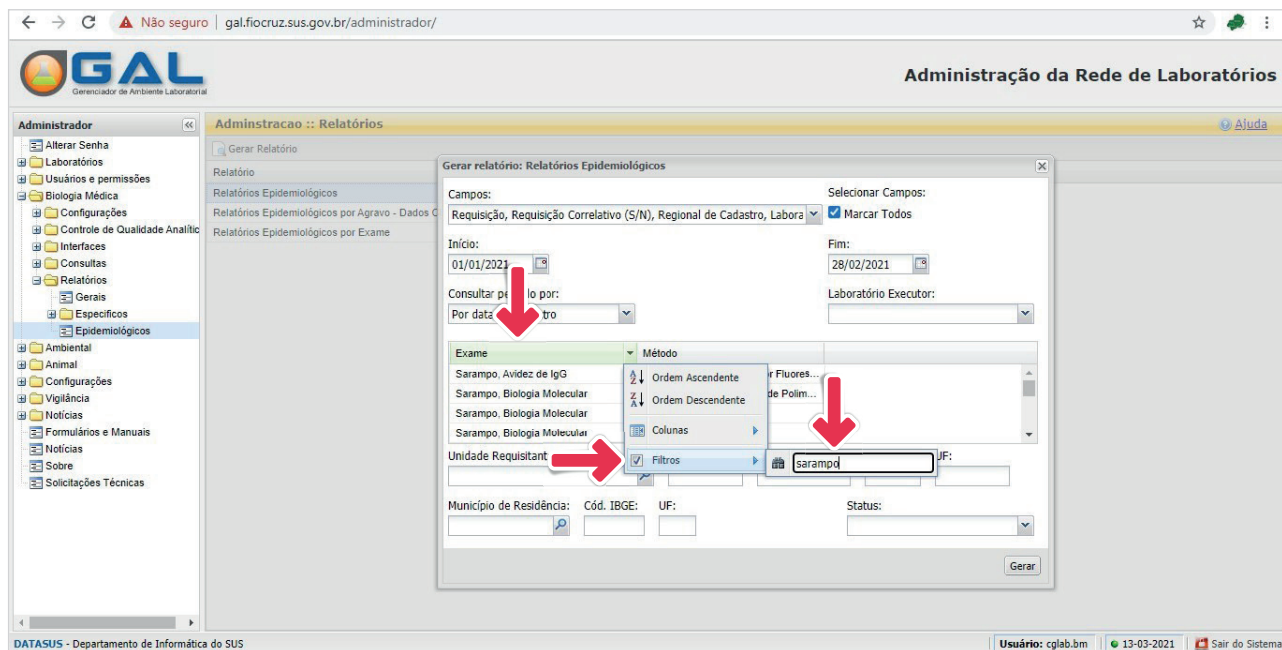 Não seguro | gal.fiocruz.sus.gov.br/administrador/
GAL
Gerenciador de Ambiente Laboratorial
Administração da Rede de Laboratórios
Administrador
Alterar Senha
Laboratórios
Usuários e permissões
Biologia Médica
Configurações
Controle de Qualidade Analític
Interfaces
Consultas
Relatórios
Gerais
Especificos
Epidemiológicos
Ambiental
Animal
Configurações
Vigilância
Notícias
Formulários e Manuais
Notícias
Sobre
Solicitações Técnicas
Adminstracao :: Relatórios
Ajuda
Gerar Relatório
Relatório
Relatórios Epidemiológicos
Relatórios Epidemiológicos por Agravo - Dados C
Relatórios Epidemiológicos por Exame
Gerar relatório: Relatórios Epidemiológicos
Campos: Selecionar Campos:
Requisição, Requisição Correlativo (S/N), Regional de Cadastro, Labora Marcar Todos
Início: Fim:
01/01/2021 28/02/2021
Consultar pe lo por: Laboratório Executor:
Por data tro
Exame Método
Sarampo, Avidez de IgG r Fluores...
Sarampo, Biologia Molecular de Polim...
Sarampo, Biologia Molecular
Sarampo, Biologia Molecular
Ordem Ascendente
Ordem Descendente
Colunas
Filtros sarampo
Unidade Requisitant UF:
Município de Residência: Cód. IBGE: UF: Status:
Gerar
DATASUS - Departamento de Informática do SUS Usuário: cglab.bm 13-03-2021 Sair do Sistema